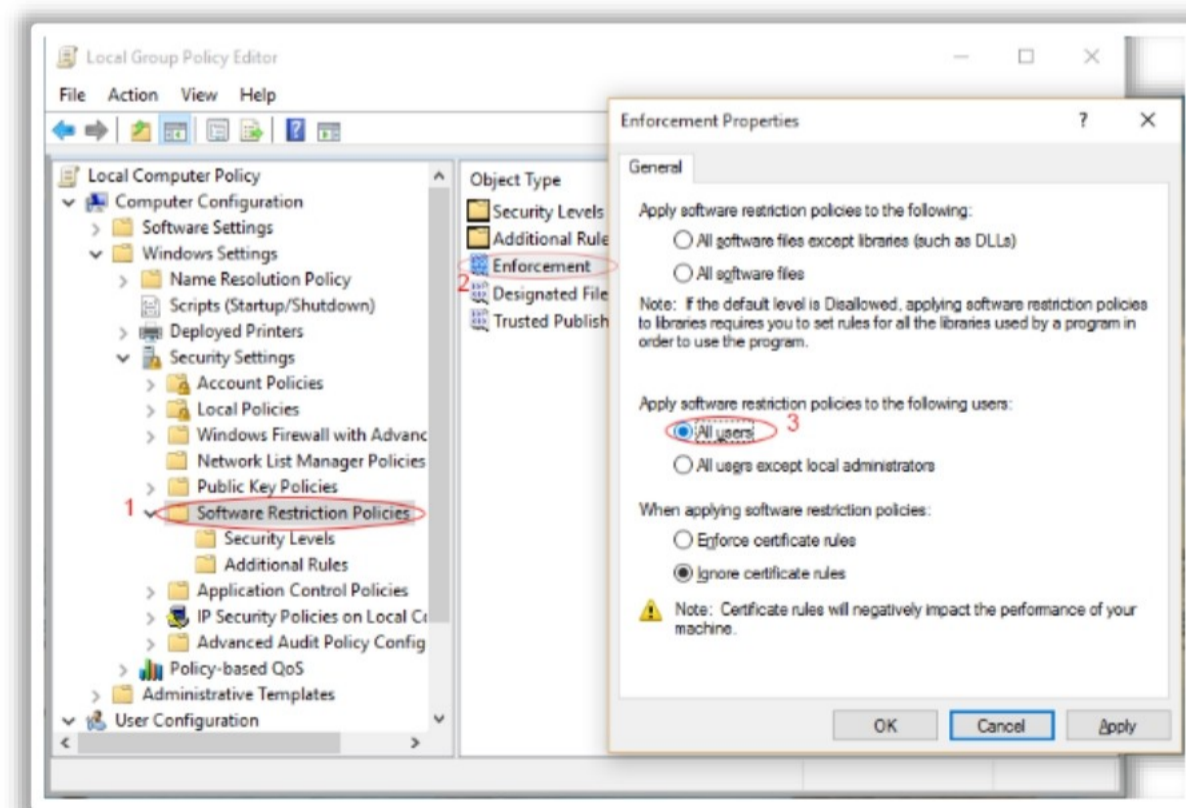 Local Group Policy Editor
File Action View Help
Local Computer Policy
Computer Configuration
Software Settings
Windows Settings
Name Resolution Policy
Scripts (Startup/Shutdown)
Deployed Printers
Security Settings
Account Policies
Local Policies
Windows Firewall with Advanc
Network List Manager Policies
Public Key Policies
1 Software Restriction Policies
Security Levels
Additional Rules
Application Control Policies
IP Security Policies on Local Co
Advanced Audit Policy Config
Policy-based QoS
Administrative Templates
User Configuration
Object Type
Security Levels
Additional Rule
Enforcement
2
Designated File
Trusted Publish
Enforcement Properties
General
Apply software restriction policies to the following:
All software files except libraries (such as DLLs)
All software files
Note: If the default level is Disallowed, applying software restriction policies
to libraries requires you to set rules for all the libraries used by a program in
order to use the program.
Apply software restriction policies to the following users:
All users 3
All users except local administrators
When applying software restriction policies:
Enforce certificate rules
Ignore certificate rules
Note: Certificate rules will negatively impact the performance of your
machine.
OK Cancel Apply